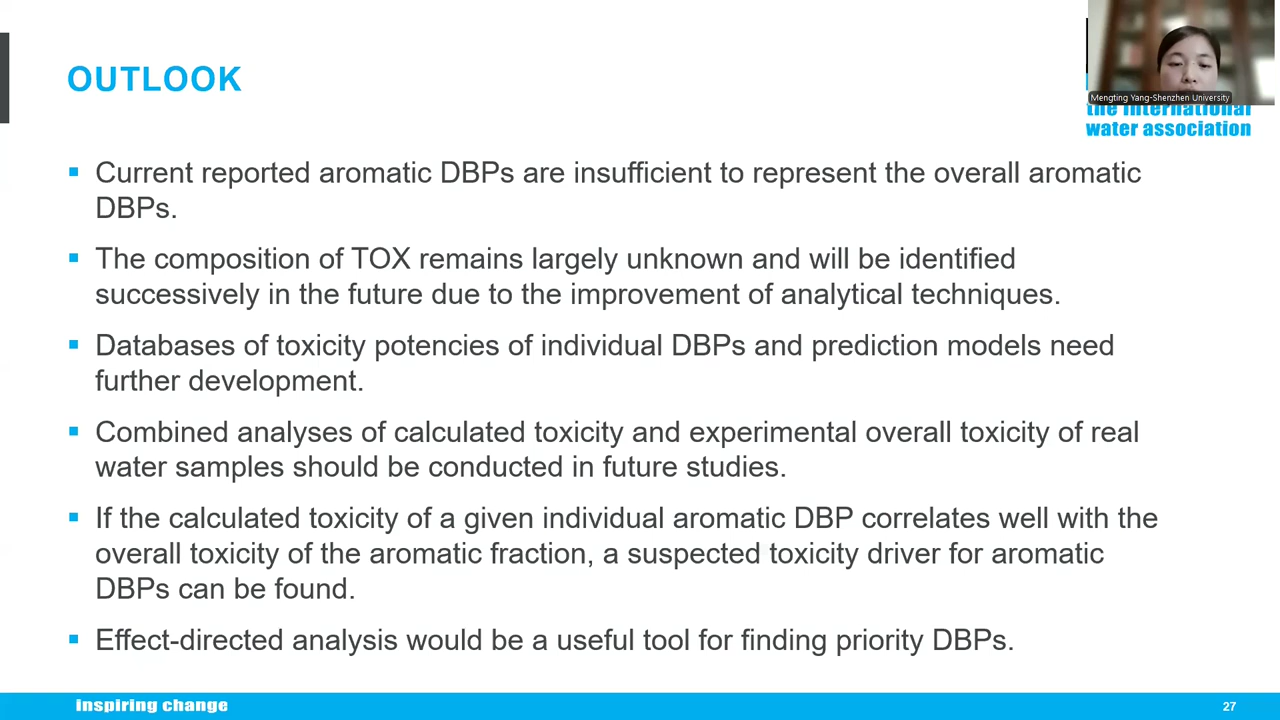 OUTLOOK
Mengting Yang-Shenzhen University
the international
water association
Current reported aromatic DBPs are insufficient to represent the overall aromatic
DBPs.
The composition of TOX remains largely unknown and will be identified
successively in the future due to the improvement of analytical techniques.
Databases of toxicity potencies of individual DBPs and prediction models need
further development.
Combined analyses of calculated toxicity and experimental overall toxicity of real
water samples should be conducted in future studies.
If the calculated toxicity of a given individual aromatic DBP correlates well with the
overall toxicity of the aromatic fraction, a suspected toxicity driver for aromatic
DBPs can be found.
Effect-directed analysis would be a useful tool for finding priority DBPs.
inspiring change
27